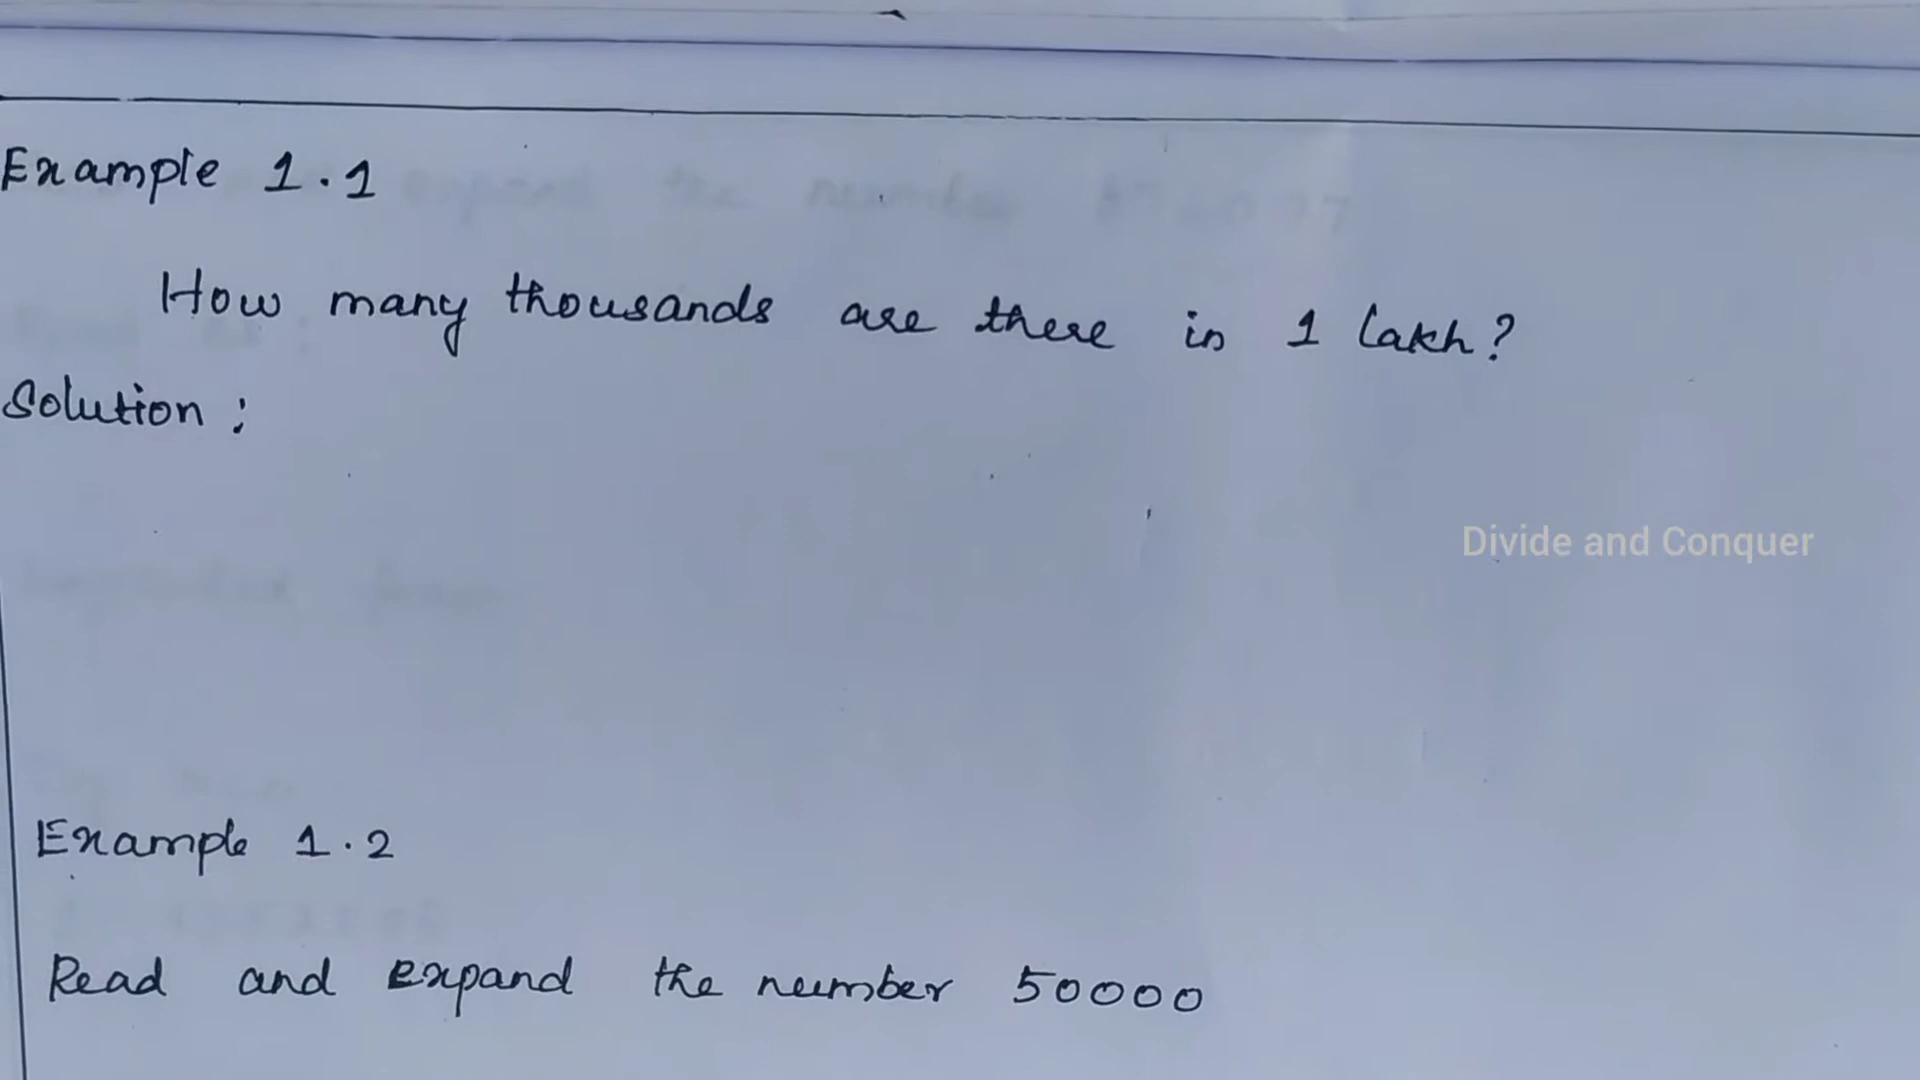 Example 1.1
How many thousands are there in 1 lakh?
Solution :
Divide and Conquer
Example 1.2
Read and expand the number 50000